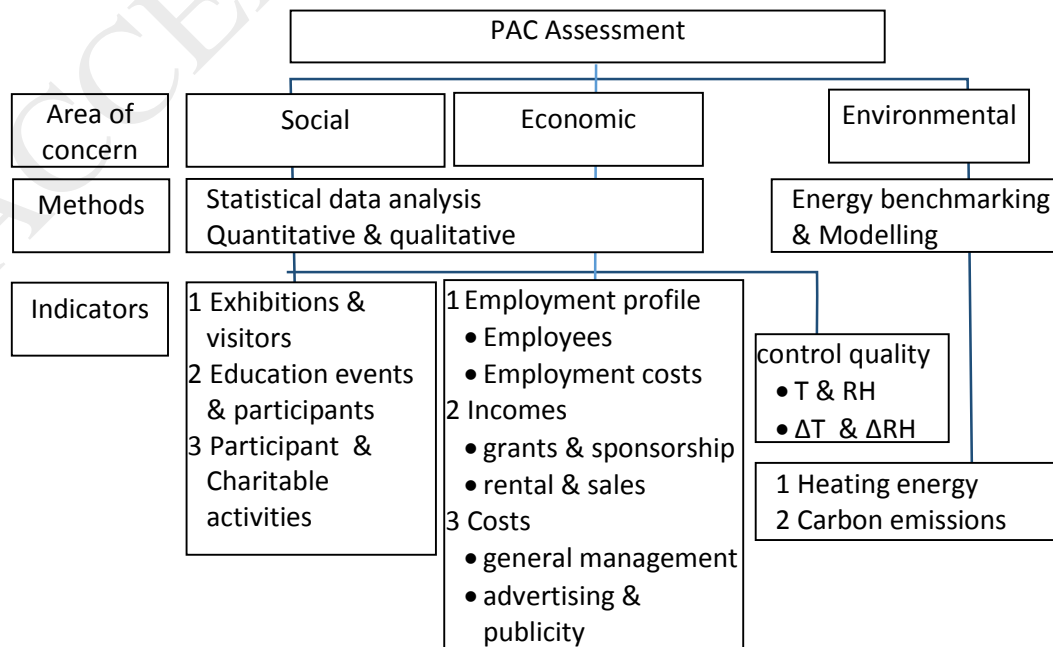 ACCE
PAC Assessment
Area of
concern
Social
Economic
Environmental
Methods
Statistical data analysis
Quantitative & qualitative
Energy benchmarking
& Modelling
Indicators
1 Exhibitions &
visitors
2 Education events
& participants
3 Participant & 
Charitable
activities
1 Employment profile
• Employees
• Employment costs
2 Incomes
• grants & sponsorship
• rental & sales
3 Costs
• general management
• advertising &
publicity
control quality
• T & RH
• ΔT & ΔRH
1 Heating energy
2 Carbon emissions